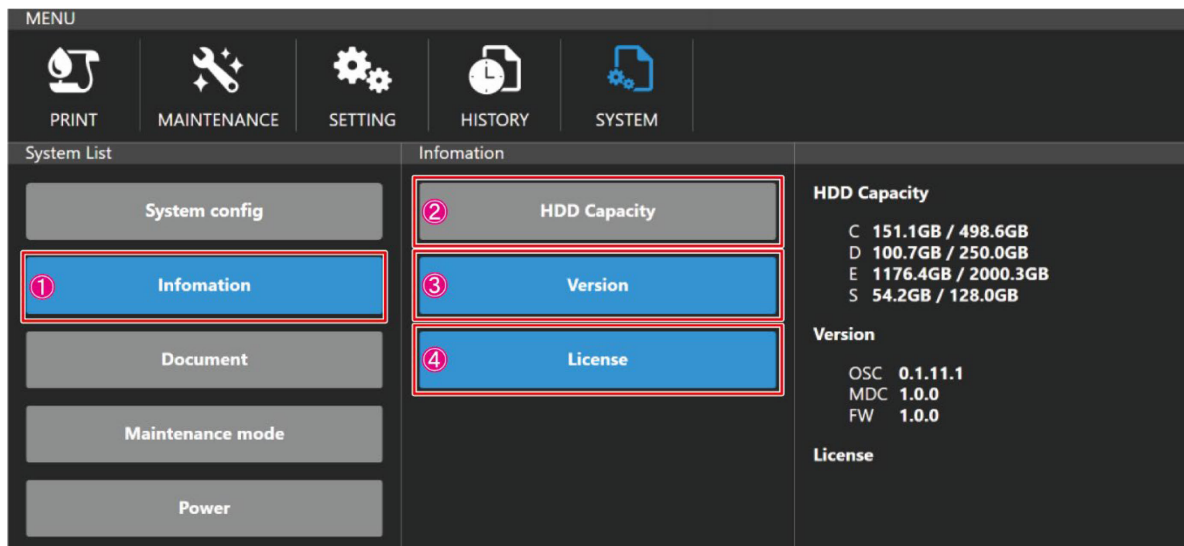 MENU
PRINT MAINTENANCE SETTING HISTORY SYSTEM
System List
System config
① Infomation
Document
Maintenance mode
Power
Infomation
② HDD Capacity
③ Version
④ License
HDD Capacity
C 151.1GB / 498.6GB
D 100.7GB / 250.0GB
E 1176.4GB / 2000.3GB
S 54.2GB / 128.0GB
Version
OSC 0.1.11.1
MDC 1.0.0
FW 1.0.0
License